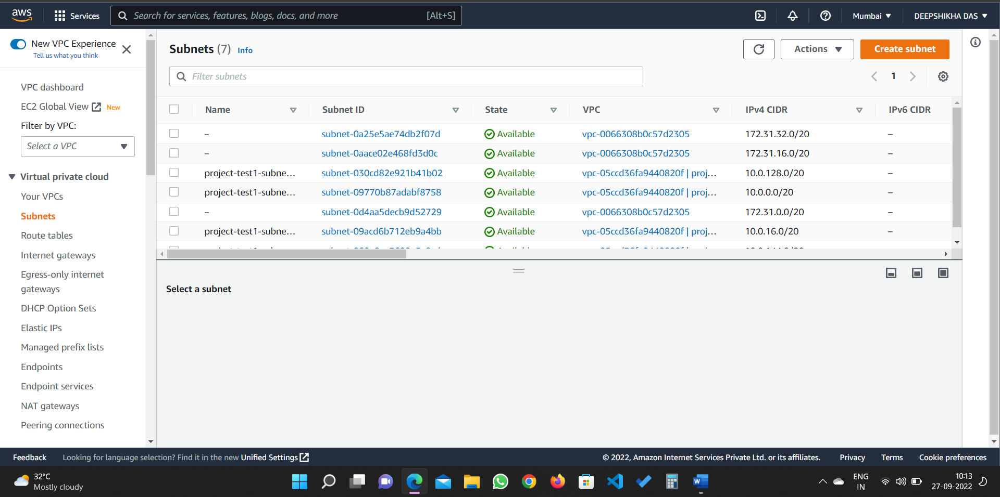 aws
Services
Search for services, features, blogs, docs, and more
[Alt+S]
Mumbai
DEEPSHIKHA DAS
New VPC Experience
Tell us what you think
VPC dashboard
EC2 Global View New
Filter by VPC:
Select a VPC
Virtual private cloud
Your VPCs
Subnets
Route tables
Internet gateways
Egress-only internet
gateways
DHCP Option Sets
Elastic IPs
Managed prefix lists
Endpoints
Endpoint services
NAT gateways
Peering connections
Subnets (7) Info
Actions
Create subnet
Filter subnets
1
Name Subnet ID State VPC IPv4 CIDR IPv6 CIDR
– subnet-0a25e5ae74db2f07d Available vpc-0066308b0c57d2305 172.31.32.0/20 –
– subnet-0aace02e468fd3d0c Available vpc-0066308b0c57d2305 172.31.16.0/20 –
project-test1-subne... subnet-030cd82e921b41b02 Available vpc-05ccd36fa9440820f | proj... 10.0.128.0/20 –
project-test1-subne... subnet-09770b87adabf8758 Available vpc-05ccd36fa9440820f | proj... 10.0.0.0/20 –
– subnet-0d4aa5decb9d52729 Available vpc-0066308b0c57d2305 172.31.0.0/20 –
project-test1-subne... subnet-09acd6b712eb9a4bb Available vpc-05ccd36fa9440820f | proj... 10.0.16.0/20 –
Select a subnet
Feedback Looking for language selection? Find it in the new Unified Settings
© 2022, Amazon Internet Services Private Ltd. or its affiliates. Privacy Terms Cookie preferences
32°C
Mostly cloudy
ENG
IN
10:13
27-09-2022